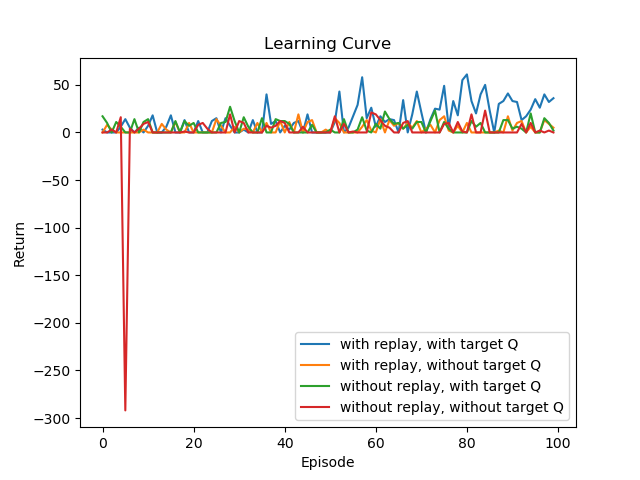 Learning Curve
50
0
−50
−100
−150
−200
−250
−300
Return
0
20
40
60
80
100
Episode
with replay, with target Q
with replay, without target Q
without replay, with target Q
without replay, without target Q